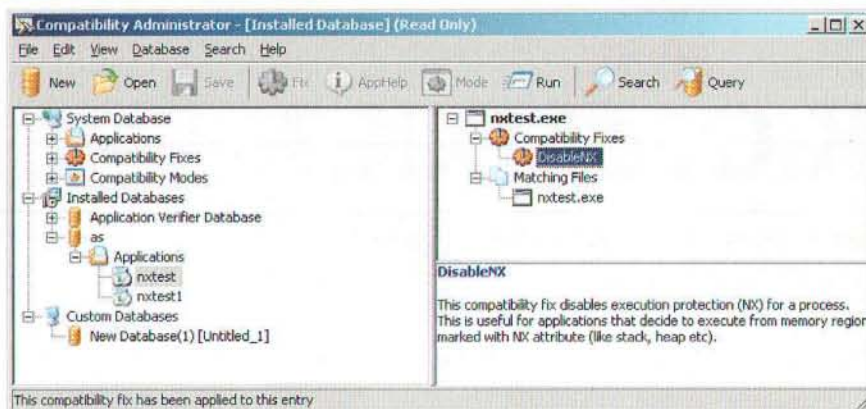 Compatibility Administrator - [Installed Database] (Read Only)
File Edit View Database Search Help
New Open Save Fix AppHelp Mode Run Search Query
System Database
Applications
Compatibility Fixes
Compatibility Modes
Installed Databases
Application Verifier Database
as
Applications
nxtest
nxtest1
Custom Databases
New Database(1) [Untitled_1]
nxtest.exe
Compatibility Fixes
DisableNX
Matching Files
nxtest.exe
DisableNX
This compatibility fix disables execution protection (NX) for a process.
This is useful for applications that decide to execute from memory region
marked with NX attribute (like stack, heap etc).
This compatibility fix has been applied to this entry